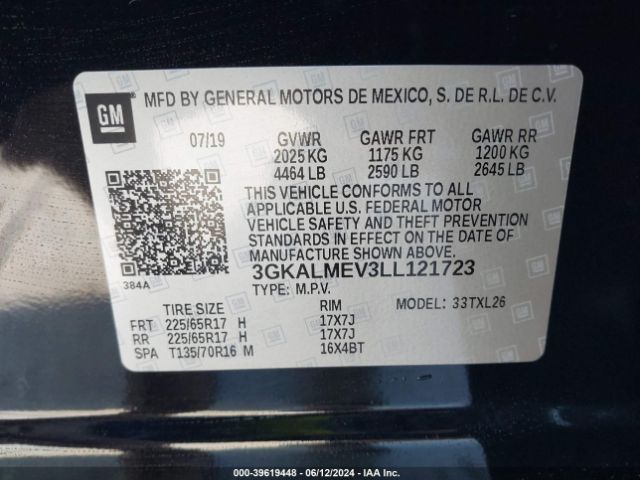 GM
MFD BY GENERAL MOTORS DE MEXICO, S. DE R.L. DE C.V.
07/19 GVWR GAWR FRT GAWR RR
2025 KG 1175 KG 1200 KG
4464 LB 2590 LB 2645 LB
THIS VEHICLE CONFORMS TO ALL
APPLICABLE U.S. FEDERAL MOTOR
VEHICLE SAFETY AND THEFT PREVENTION
STANDARDS IN EFFECT ON THE DATE OF
MANUFACTURE SHOWN ABOVE.
3GKALMEV3LL121723
384A
TYPE: M.P.V.
TIRE SIZE RIM MODEL: 33TXL26
FRT 225/65R17 H 17X7J
RR 225/65R17 H 17X7J
SPA T135/70R16 M 16X4BT
000-39619448 - 06/12/2024 - IAA Inc.